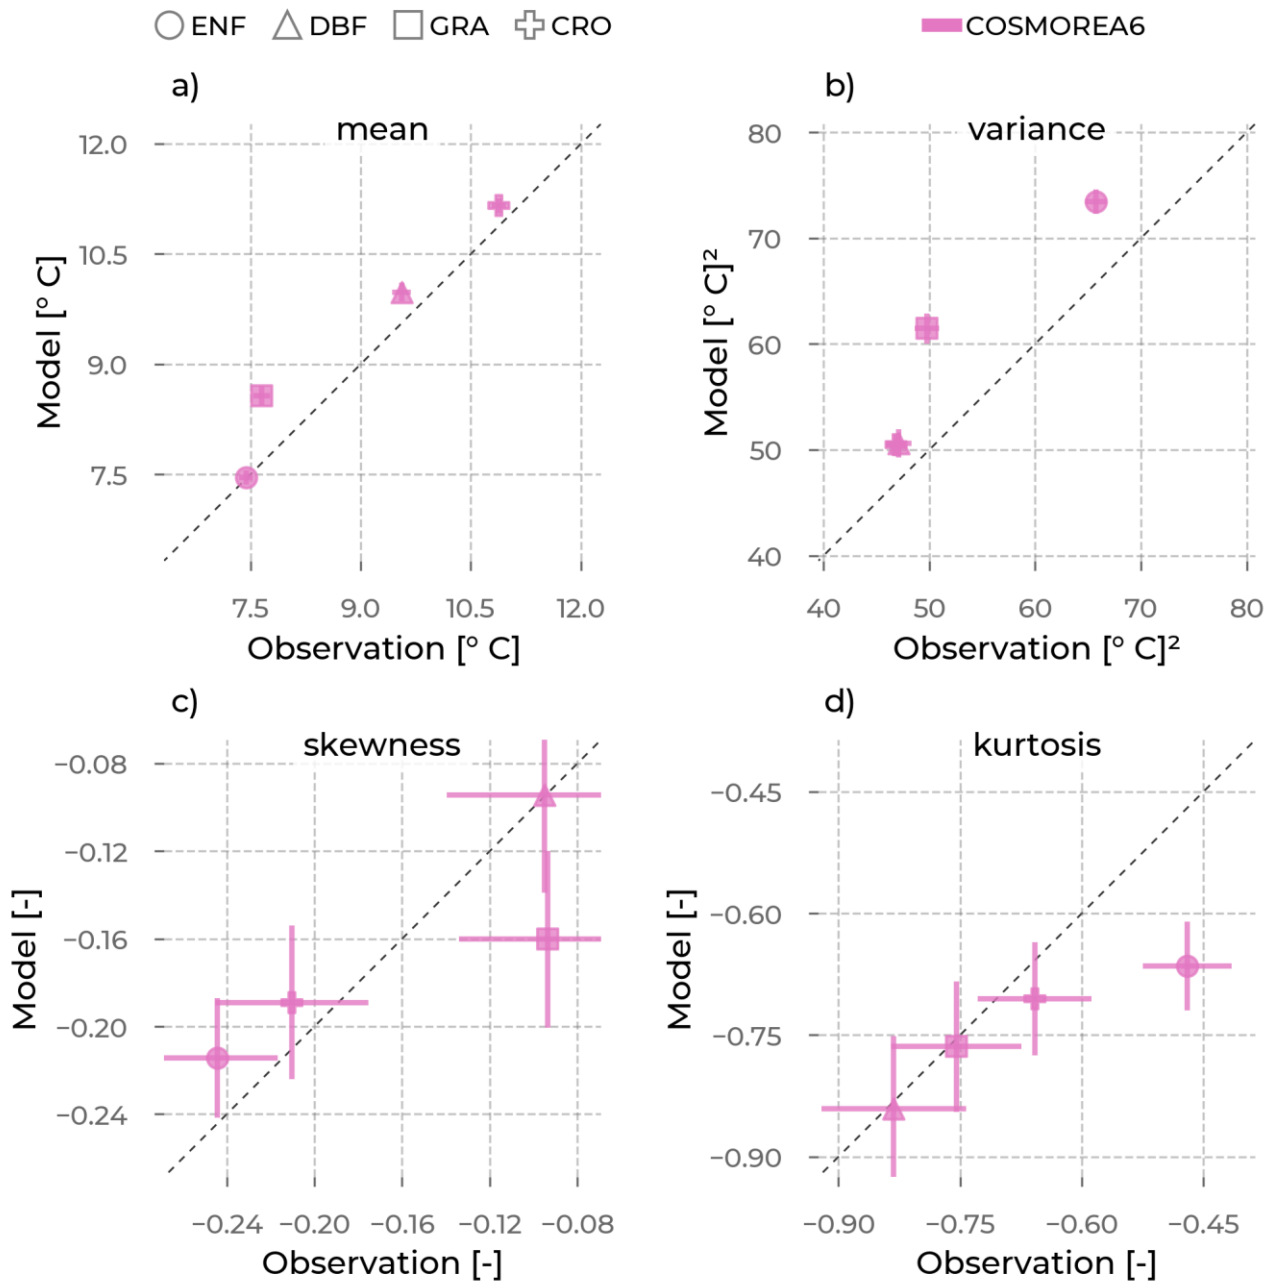 ENF DBF GRA CRO COSMOREA6
a)
mean
12.0
10.5
9.0
7.5
Model [° C]
7.5 9.0 10.5 12.0
Observation [° C]
b)
variance
80
70
60
50
40
Model [° C]²
40 50 60 70 80
Observation [° C]²
c)
skewness
−0.08
−0.12
−0.16
−0.20
−0.24
Model [-]
−0.24 −0.20 −0.16 −0.12 −0.08
Observation [-]
d)
kurtosis
−0.45
−0.60
−0.75
−0.90
Model [-]
−0.90 −0.75 −0.60 −0.45
Observation [-]